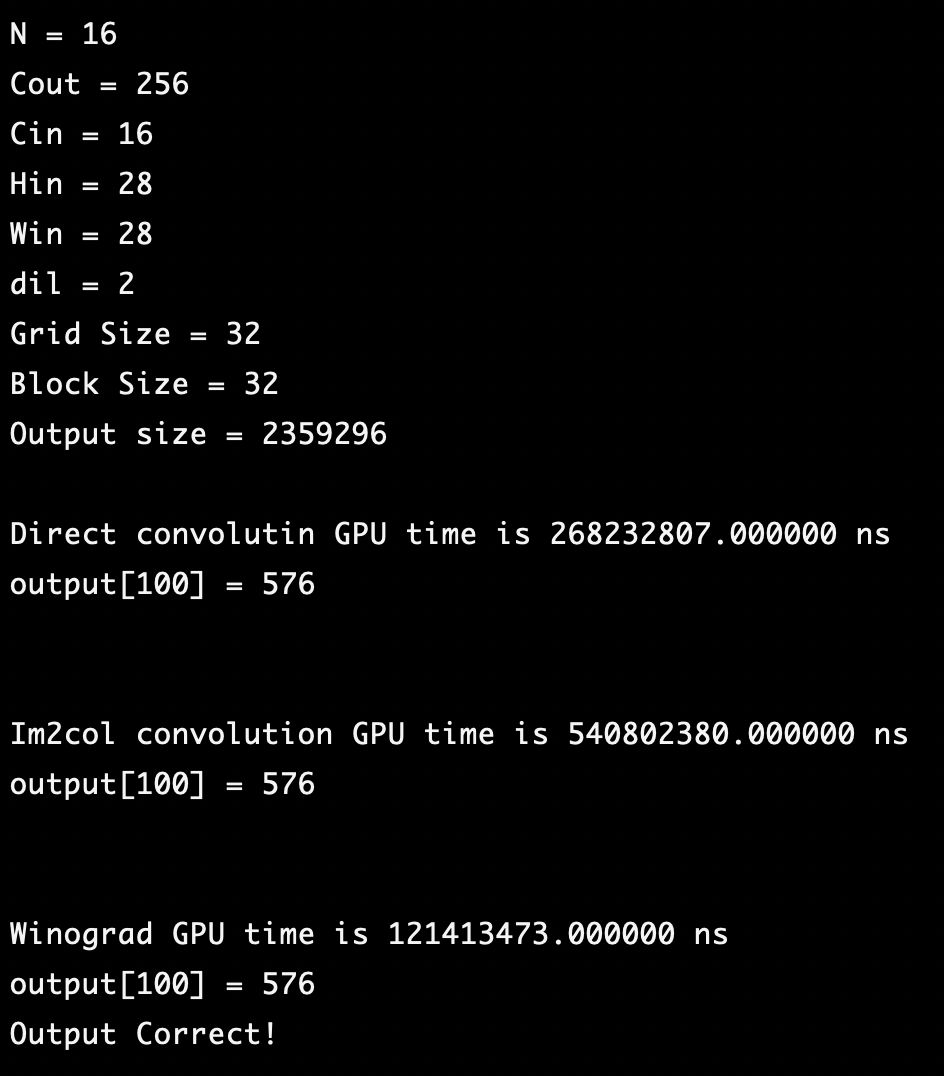 N = 16
Cout = 256
Cin = 16
Hin = 28
Win = 28
dil = 2
Grid Size = 32
Block Size = 32
Output size = 2359296
Direct convolutin GPU time is 268232807.000000 ns
output[100] = 576
Im2col convolution GPU time is 540802380.000000 ns
output[100] = 576
Winograd GPU time is 121413473.000000 ns
output[100] = 576
Output Correct!